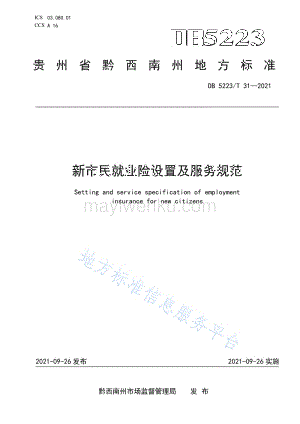 ICS 03.080.01
CCS A 16
DB5223
贵州省黔西南州地方标准
DB 5223/T 31—2021
新市民就业险设置及服务规范
Setting and service specification of employment
insurance for new citizens
mayiwenku.com
地方标准信息服务平台
2021-09-26 发布
2021-09-26 实施
黔西南州市场监督管理局 发布